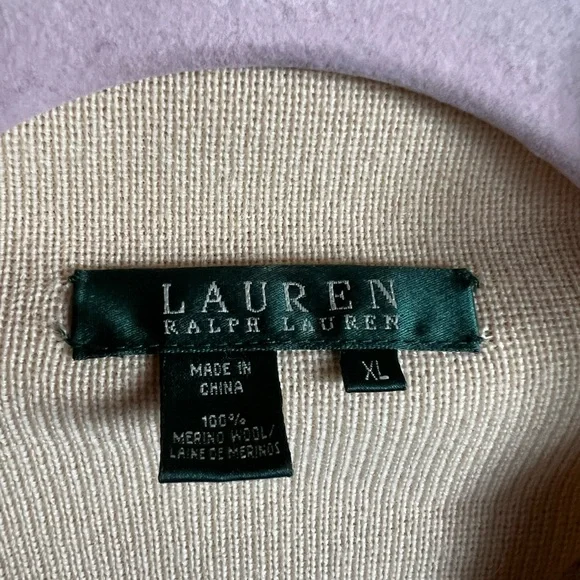 LAUREN
RALPH LAUREN
MADE IN
CHINA
XL
100%
MERINO WOOL/
LAINE DE MERINOS